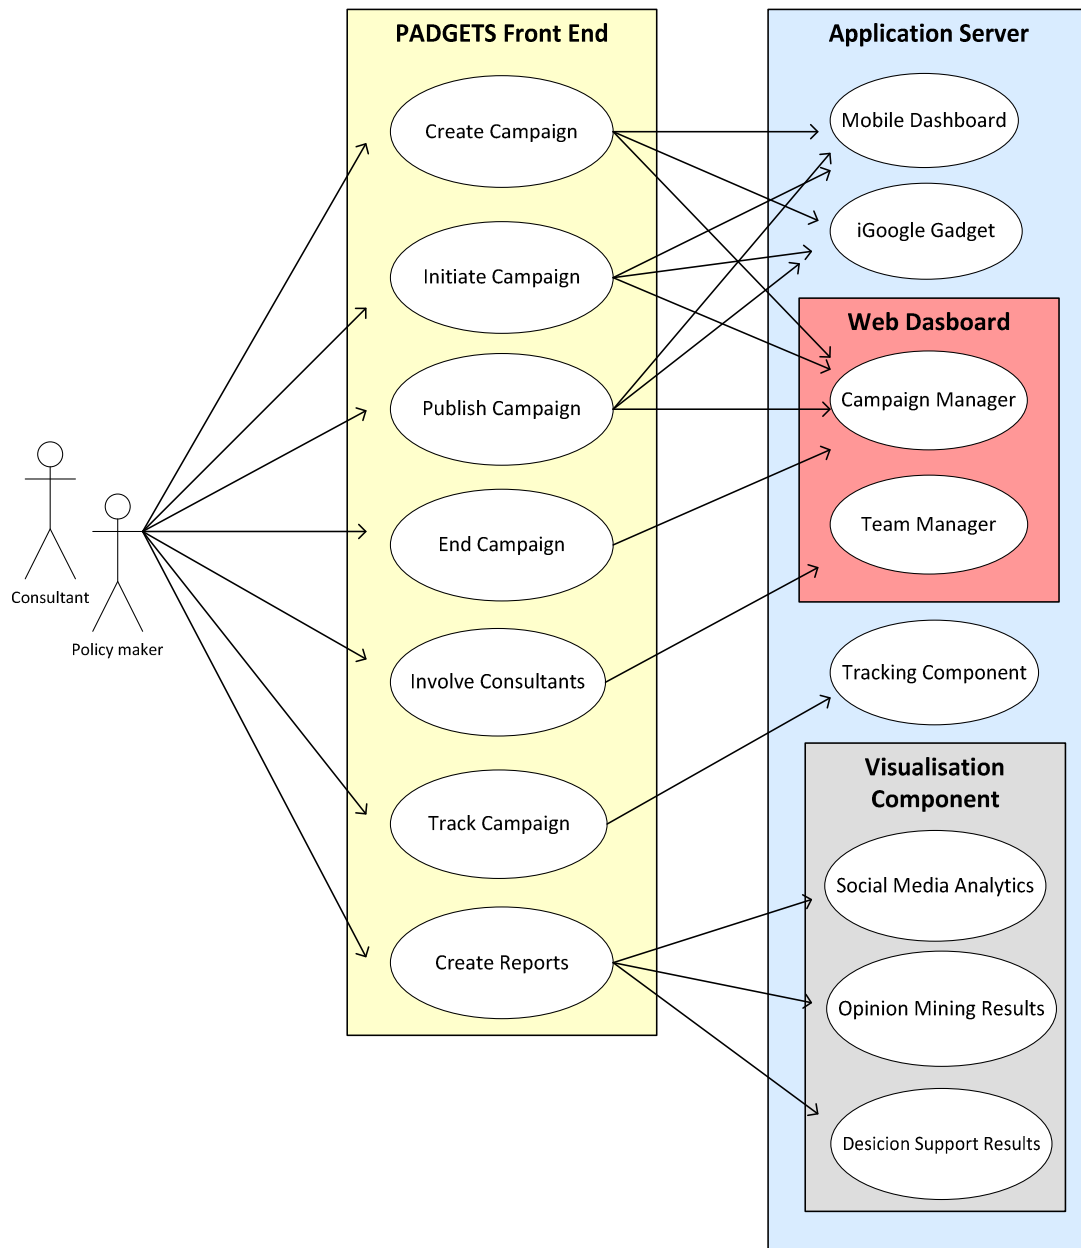 PADGETS Front End
Create Campaign
Initiate Campaign
Publish Campaign
End Campaign
Involve Consultants
Track Campaign
Create Reports
Consultant
Policy maker
Application Server
Mobile Dashboard
iGoogle Gadget
Web Dasboard
Campaign Manager
Team Manager
Tracking Component
Visualisation
Component
Social Media Analytics
Opinion Mining Results
Desicion Support Results